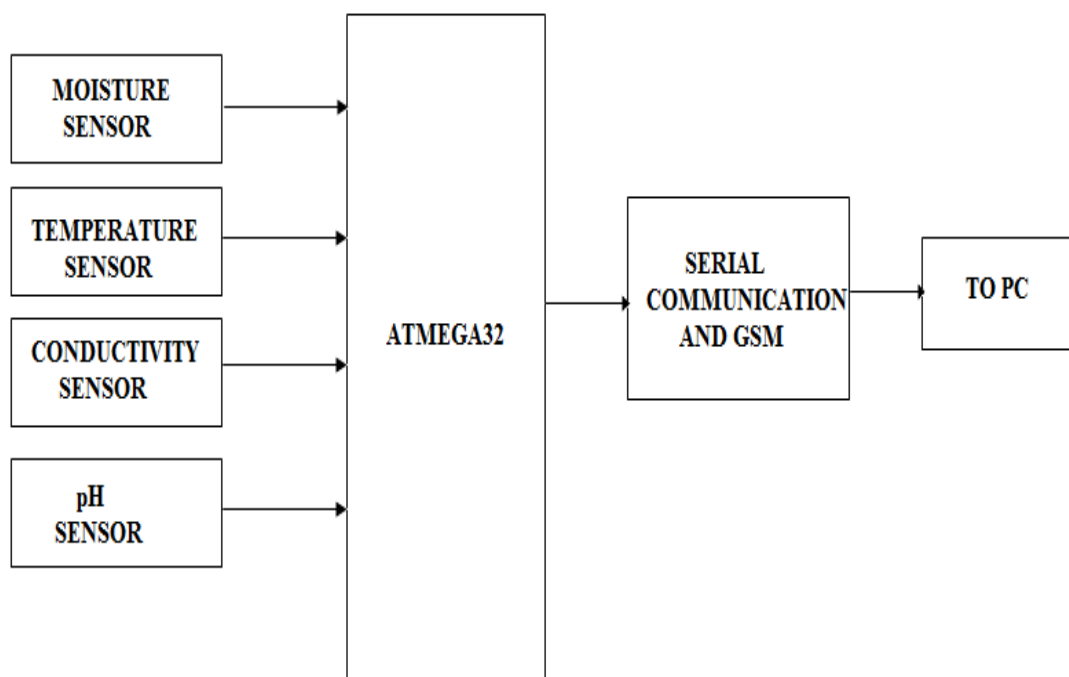 MOISTURE
SENSOR
TEMPERATURE
SENSOR
CONDUCTIVITY
SENSOR
pH
SENSOR
ATMEGA32
SERIAL
COMMUNICATION
AND GSM
TO PC